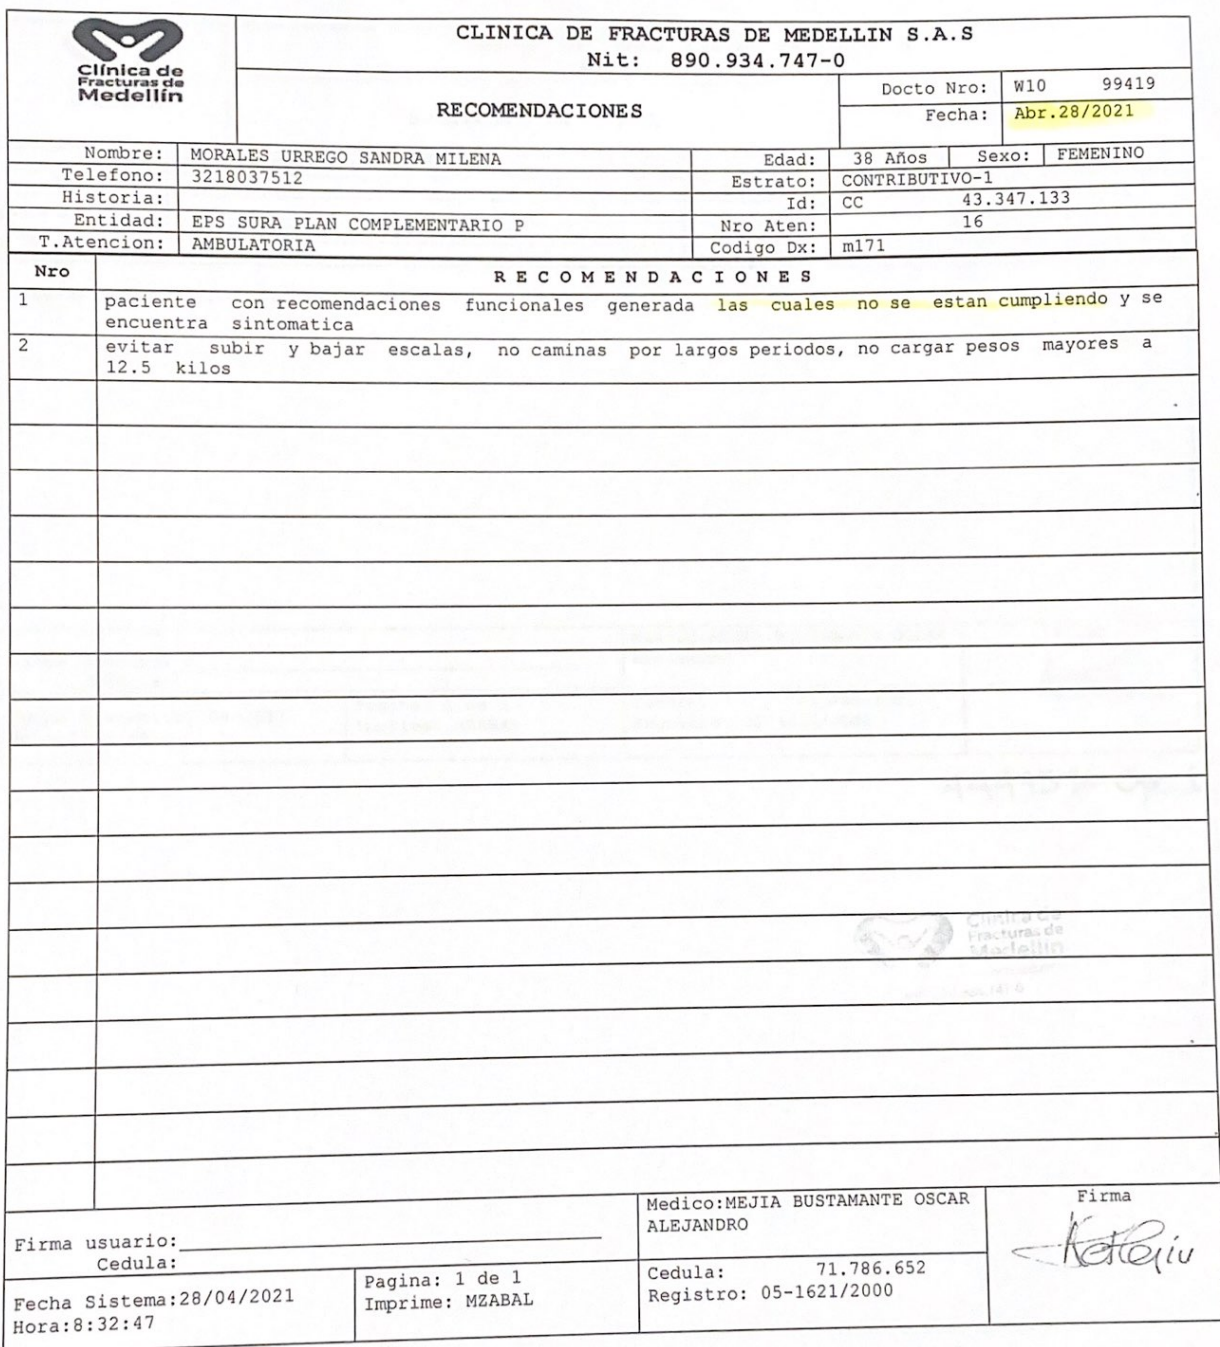 Clínica de
Fracturas de
Medellín
CLINICA DE FRACTURAS DE MEDELLIN S.A.S
Nit: 890.934.747-0
RECOMENDACIONES
Docto Nro: W10 99419
Fecha: Abr.28/2021
Nombre: MORALES URREGO SANDRA MILENA Edad: 38 Años Sexo: FEMENINO
Telefono: 3218037512 Estrato: CONTRIBUTIVO-1
Historia: Id: CC 43.347.133
Entidad: EPS SURA PLAN COMPLEMENTARIO P Nro Aten: 16
T.Atencion: AMBULATORIA Codigo Dx: m171
Nro RECOMENDACIONES
1 paciente con recomendaciones funcionales generada las cuales no se estan cumpliendo y se
encuentra sintomatica
2 evitar subir y bajar escalas, no caminas por largos periodos, no cargar pesos mayores a
12.5 kilos
Clínica de
Fracturas de
Medellín
Medico:MEJIA BUSTAMANTE OSCAR
ALEJANDRO
Firma
Firma usuario:
Cedula:
Cedula: 71.786.652
Registro: 05-1621/2000
Pagina: 1 de 1
Imprime: MZABAL
Fecha Sistema:28/04/2021
Hora:8:32:47